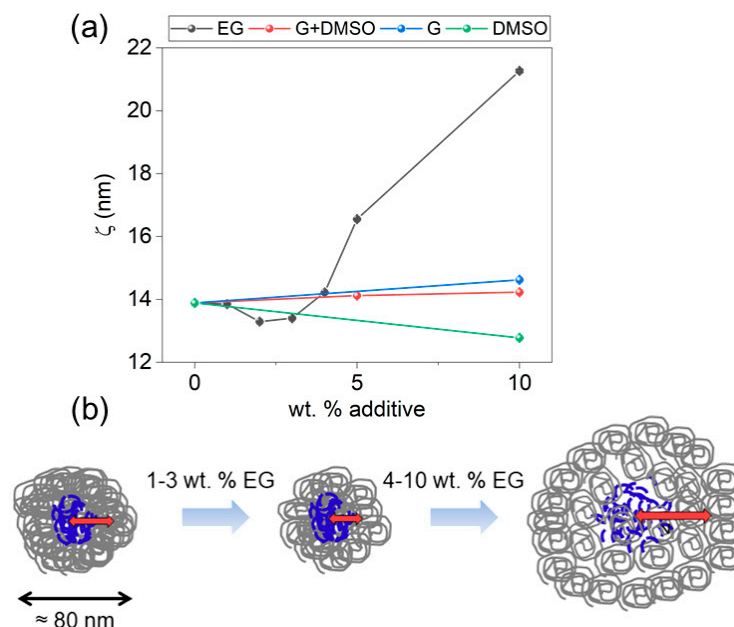 (a)
EG G+DMSO G DMSO
22
20
18
16
14
12
ζ (nm)
0 5 10
wt. % additive
(b)
1-3 wt. % EG 4-10 wt. % EG
≈ 80 nm